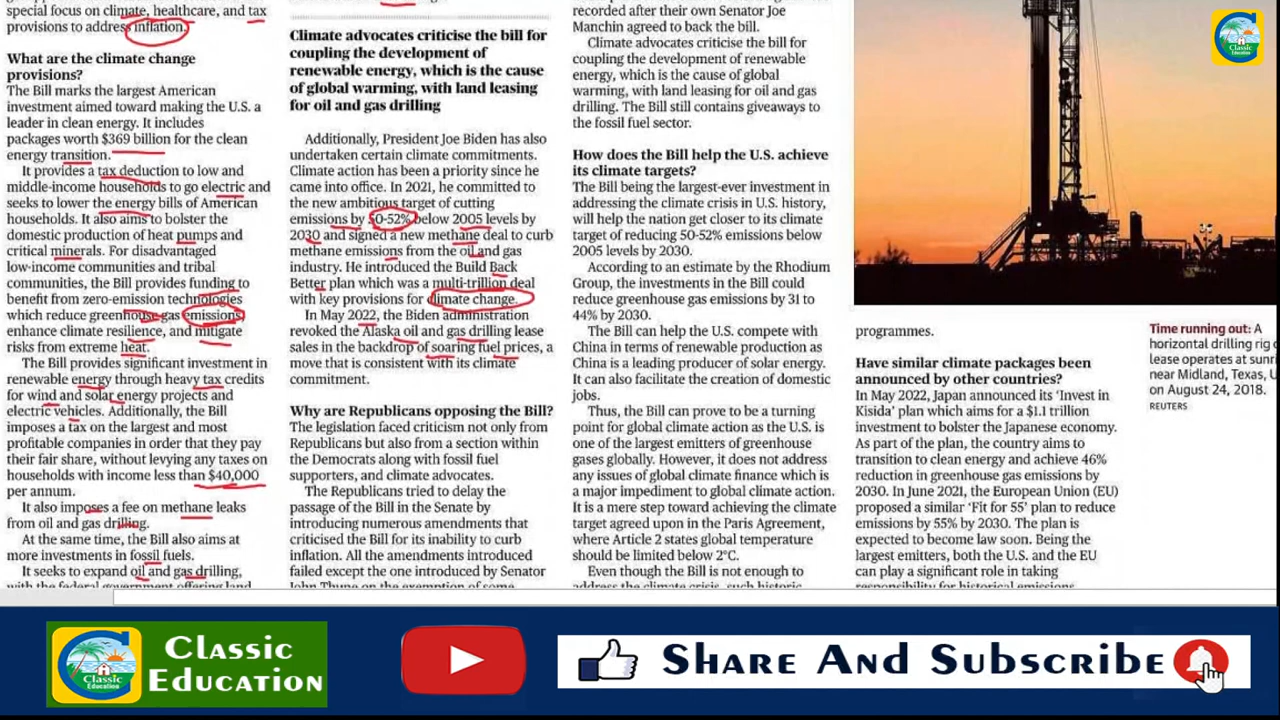 special focus on climate, healthcare, and tax
provisions to address inflation.
What are the climate change
provisions?
The Bill marks the largest American
investment aimed toward making the U.S. a
leader in clean energy. It includes
packages worth $369 billion for the clean
energy transition.
It provides a tax deduction to low and
middle-income households to go electric and
seeks to lower the energy bills of American
households. It also aims to bolster the
domestic production of heat pumps and
critical minerals. For disadvantaged
low-income communities and tribal
communities, the Bill provides funding to
benefit from zero-emission technologies
which reduce greenhouse gas emissions,
enhance climate resilience, and mitigate
risks from extreme heat.
The Bill provides significant investment in
renewable energy through heavy tax credits
for wind and solar energy projects and
electric vehicles. Additionally, the Bill
imposes a tax on the largest and most
profitable companies in order that they pay
their fair share, without levying any taxes on
households with income less than $40,000
per annum.
It also imposes a fee on methane leaks
from oil and gas drilling.
At the same time, the Bill also aims at
more investments in fossil fuels.
It seeks to expand oil and gas drilling,
with the federal government offering land
Climate advocates criticise the bill for
coupling the development of
renewable energy, which is the cause
of global warming, with land leasing
for oil and gas drilling
Additionally, President Joe Biden has also
undertaken certain climate commitments.
Climate action has been a priority since he
came into office. In 2021, he committed to
the new ambitious target of cutting
emissions by 50-52% below 2005 levels by
2030 and signed a new methane deal to curb
methane emissions from the oil and gas
industry. He introduced the Build Back
Better plan which was a multi-trillion deal
with key provisions for climate change.
In May 2022, the Biden administration
revoked the Alaska oil and gas drilling lease
sales in the backdrop of soaring fuel prices, a
move that is consistent with its climate
commitment.
Why are Republicans opposing the Bill?
The legislation faced criticism not only from
Republicans but also from a section within
the Democrats along with fossil fuel
supporters, and climate advocates.
The Republicans tried to delay the
passage of the Bill in the Senate by
introducing numerous amendments that
criticised the Bill for its inability to curb
inflation. All the amendments introduced
failed except the one introduced by Senator
John Thune on the exemption of some
recorded after their own Senator Joe
Manchin agreed to back the bill.
Climate advocates criticise the bill for
coupling the development of renewable
energy, which is the cause of global
warming, with land leasing for oil and gas
drilling. The Bill still contains giveaways to
the fossil fuel sector.
How does the Bill help the U.S. achieve
its climate targets?
The Bill being the largest-ever investment in
addressing the climate crisis in U.S. history,
will help the nation get closer to its climate
target of reducing 50-52% emissions below
2005 levels by 2030.
According to an estimate by the Rhodium
Group, the investments in the Bill could
reduce greenhouse gas emissions by 31 to
44% by 2030.
The Bill can help the U.S. compete with
China in terms of renewable production as
China is a leading producer of solar energy.
It can also facilitate the creation of domestic
jobs.
Thus, the Bill can prove to be a turning
point for global climate action as the U.S. is
one of the largest emitters of greenhouse
gases globally. However, it does not address
any issues of global climate finance which is
a major impediment to global climate action.
It is a mere step toward achieving the climate
target agreed upon in the Paris Agreement,
where Article 2 states global temperature
should be limited below 2°C.
Even though the Bill is not enough to
address the climate crisis, such historic
programmes.
Have similar climate packages been
announced by other countries?
In May 2022, Japan announced its 'Invest in
Kisida' plan which aims for a $1.1 trillion
investment to bolster the Japanese economy.
As part of the plan, the country aims to
transition to clean energy and achieve 46%
reduction in greenhouse gas emissions by
2030. In June 2021, the European Union (EU)
proposed a similar 'Fit for 55' plan to reduce
emissions by 55% by 2030. The plan is
expected to become law soon. Being the
largest emitters, both the U.S. and the EU
can play a significant role in taking
responsibility for historical emissions
Time running out: A
horizontal drilling rig
lease operates at sunr
near Midland, Texas, U
on August 24, 2018.
REUTERS
Classic
Education
Classic
Education
Classic
Education
Share And Subscribe